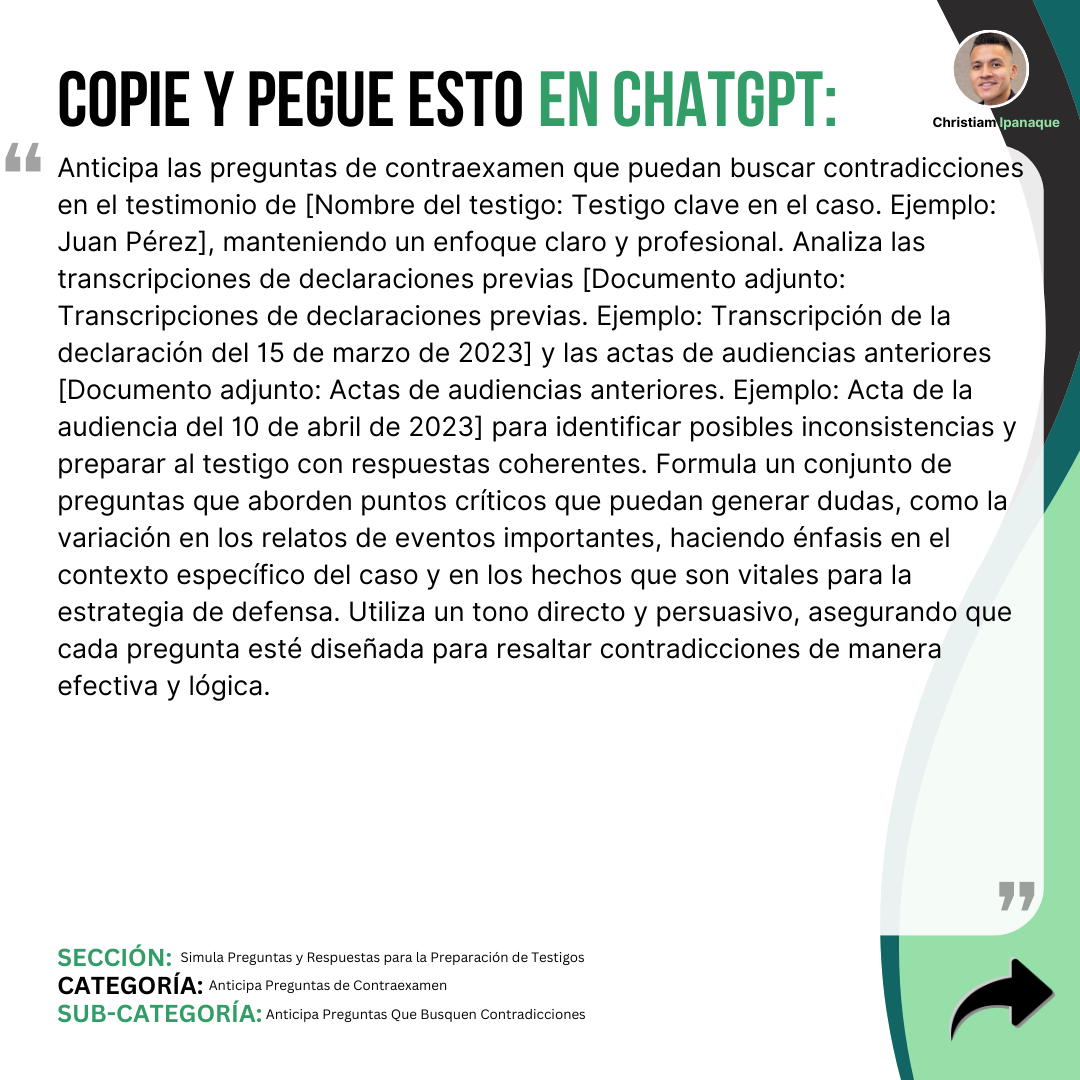 COPIE Y PEGUE ESTO EN CHATGPT:
Christiam Ipanaque
“
Anticipa las preguntas de contraexamen que puedan buscar contradicciones
en el testimonio de [Nombre del testigo: Testigo clave en el caso. Ejemplo:
Juan Pérez], manteniendo un enfoque claro y profesional. Analiza las
transcripciones de declaraciones previas [Documento adjunto:
Transcripciones de declaraciones previas. Ejemplo: Transcripción de la
declaración del 15 de marzo de 2023] y las actas de audiencias anteriores
[Documento adjunto: Actas de audiencias anteriores. Ejemplo: Acta de la
audiencia del 10 de abril de 2023] para identificar posibles inconsistencias y
preparar al testigo con respuestas coherentes. Formula un conjunto de
preguntas que aborden puntos críticos que puedan generar dudas, como la
variación en los relatos de eventos importantes, haciendo énfasis en el
contexto específico del caso y en los hechos que son vitales para la
estrategia de defensa. Utiliza un tono directo y persuasivo, asegurando que
cada pregunta esté diseñada para resaltar contradicciones de manera
efectiva y lógica.
”
SECCIÓN: Simula Preguntas y Respuestas para la Preparación de Testigos
CATEGORÍA: Anticipa Preguntas de Contraexamen
SUB-CATEGORÍA: Anticipa Preguntas Que Busquen Contradicciones